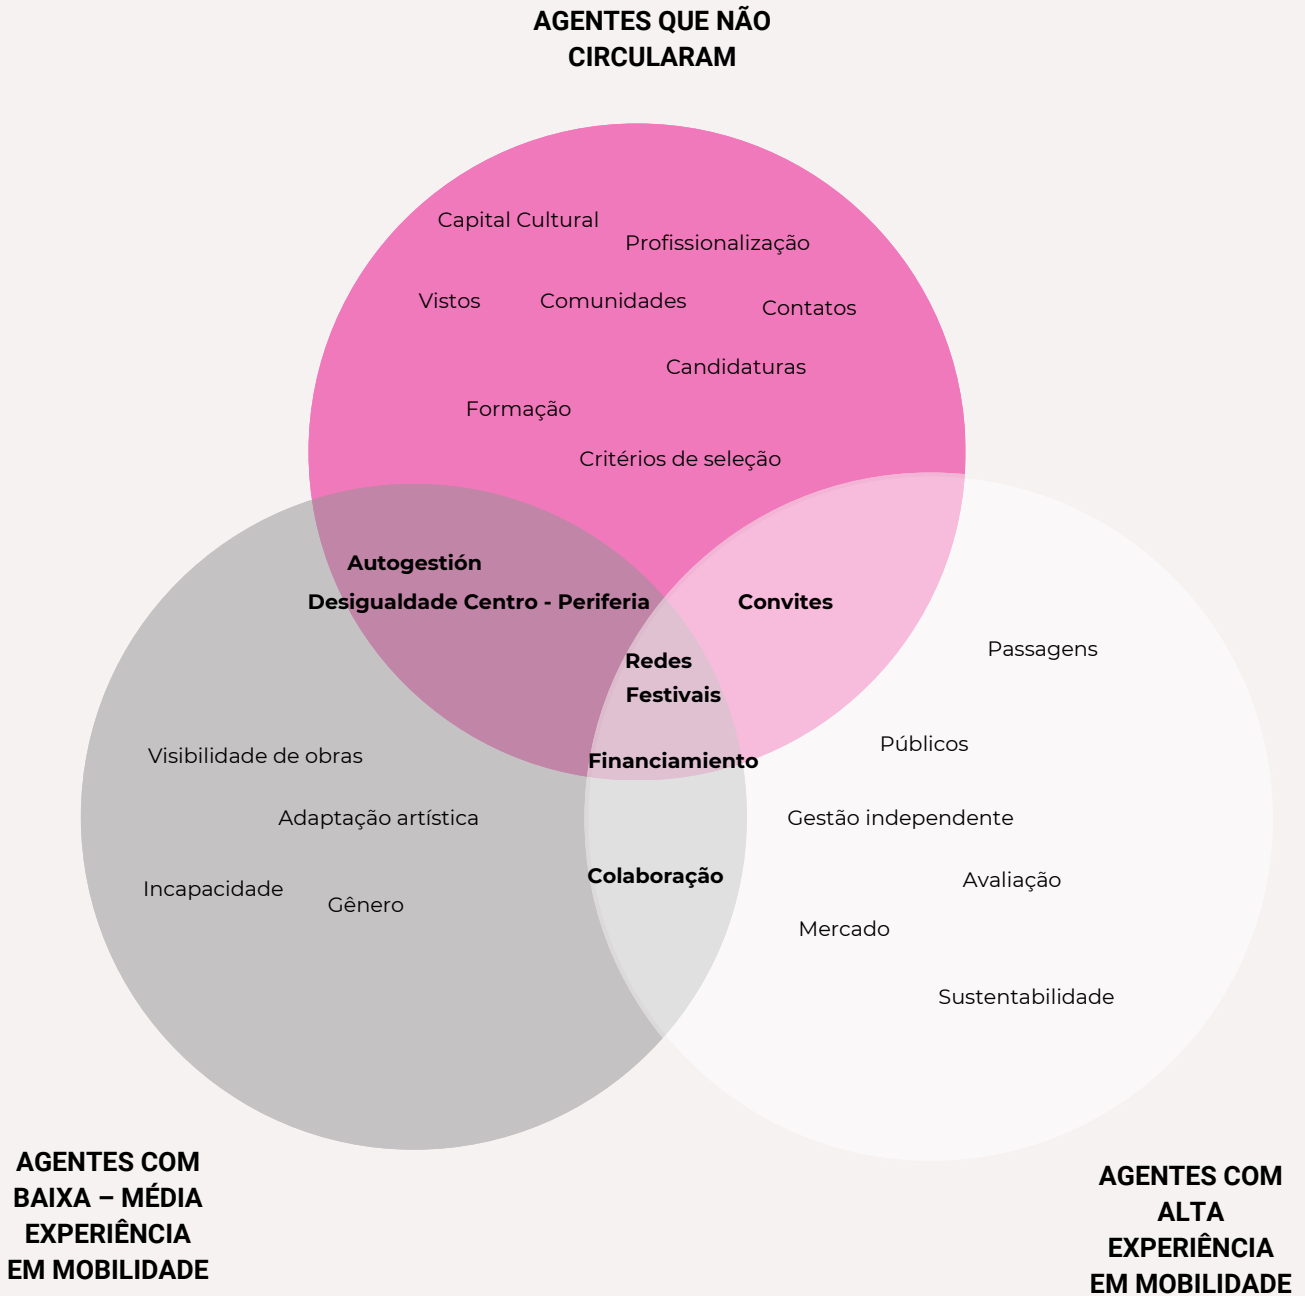 AGENTES QUE NÃO
CIRCULARAM
Capital Cultural
Profissionalização
Vistos
Comunidades
Contatos
Candidaturas
Formação
Critérios de seleção
Autogestión
Desigualdade Centro - Periferia
Convites
Redes
Festivais
Financiamiento
Colaboração
Visibilidade de obras
Adaptação artística
Incapacidade
Gênero
Passagens
Públicos
Gestão independente
Avaliação
Mercado
Sustentabilidade
AGENTES COM
BAIXA – MÉDIA
EXPERIÊNCIA
EM MOBILIDADE
AGENTES COM
ALTA
EXPERIÊNCIA
EM MOBILIDADE